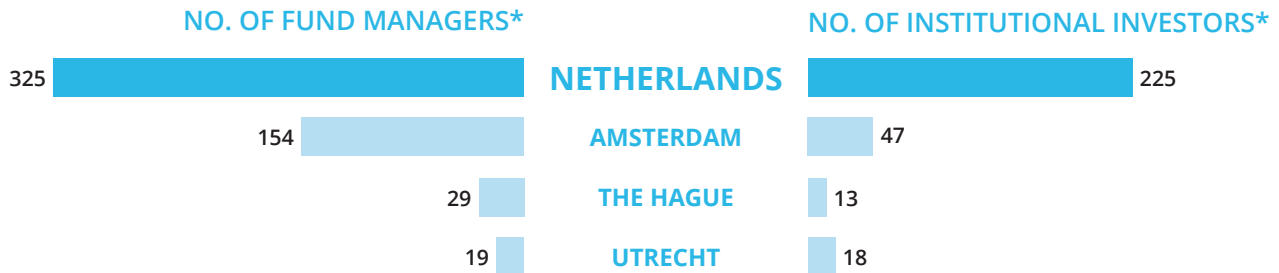 NO. OF FUND MANAGERS*
NO. OF INSTITUTIONAL INVESTORS*
325 NETHERLANDS 225
154 AMSTERDAM 47
29 THE HAGUE 13
19 UTRECHT 18